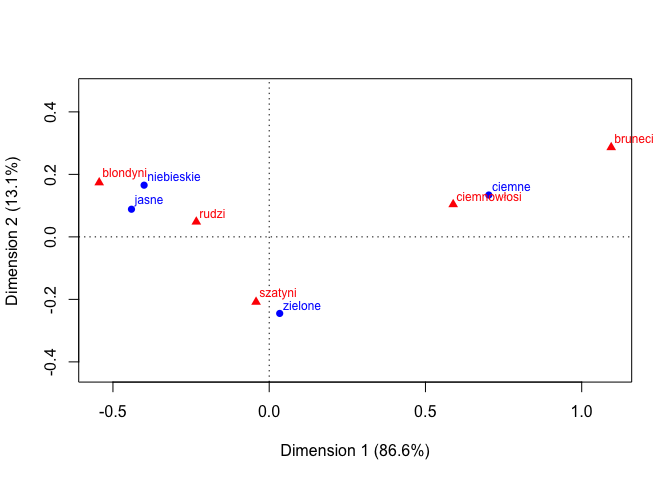 0.4
0.2
0.0
-0.2
-0.4
Dimension 2 (13.1%)
bruneci
blondyni
niebieskie
ciemne
jasne
ciemnowłosi
rudzi
szatyni
zielone
-0.5 0.0 0.5 1.0
Dimension 1 (86.6%)